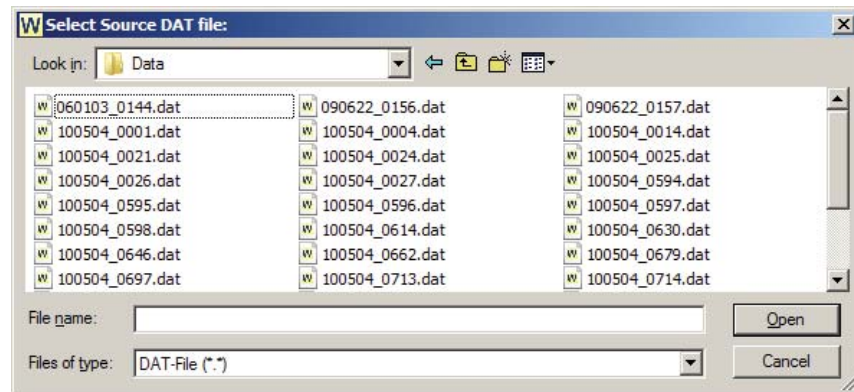 W Select Source DAT file:
Look in: Data
060103_0144.dat 090622_0156.dat 090622_0157.dat
100504_0001.dat 100504_0004.dat 100504_0014.dat
100504_0021.dat 100504_0024.dat 100504_0025.dat
100504_0026.dat 100504_0027.dat 100504_0594.dat
100504_0595.dat 100504_0596.dat 100504_0597.dat
100504_0598.dat 100504_0614.dat 100504_0630.dat
100504_0646.dat 100504_0662.dat 100504_0679.dat
100504_0697.dat 100504_0713.dat 100504_0714.dat
File name: Open
Files of type: DAT-File (*.*) Cancel